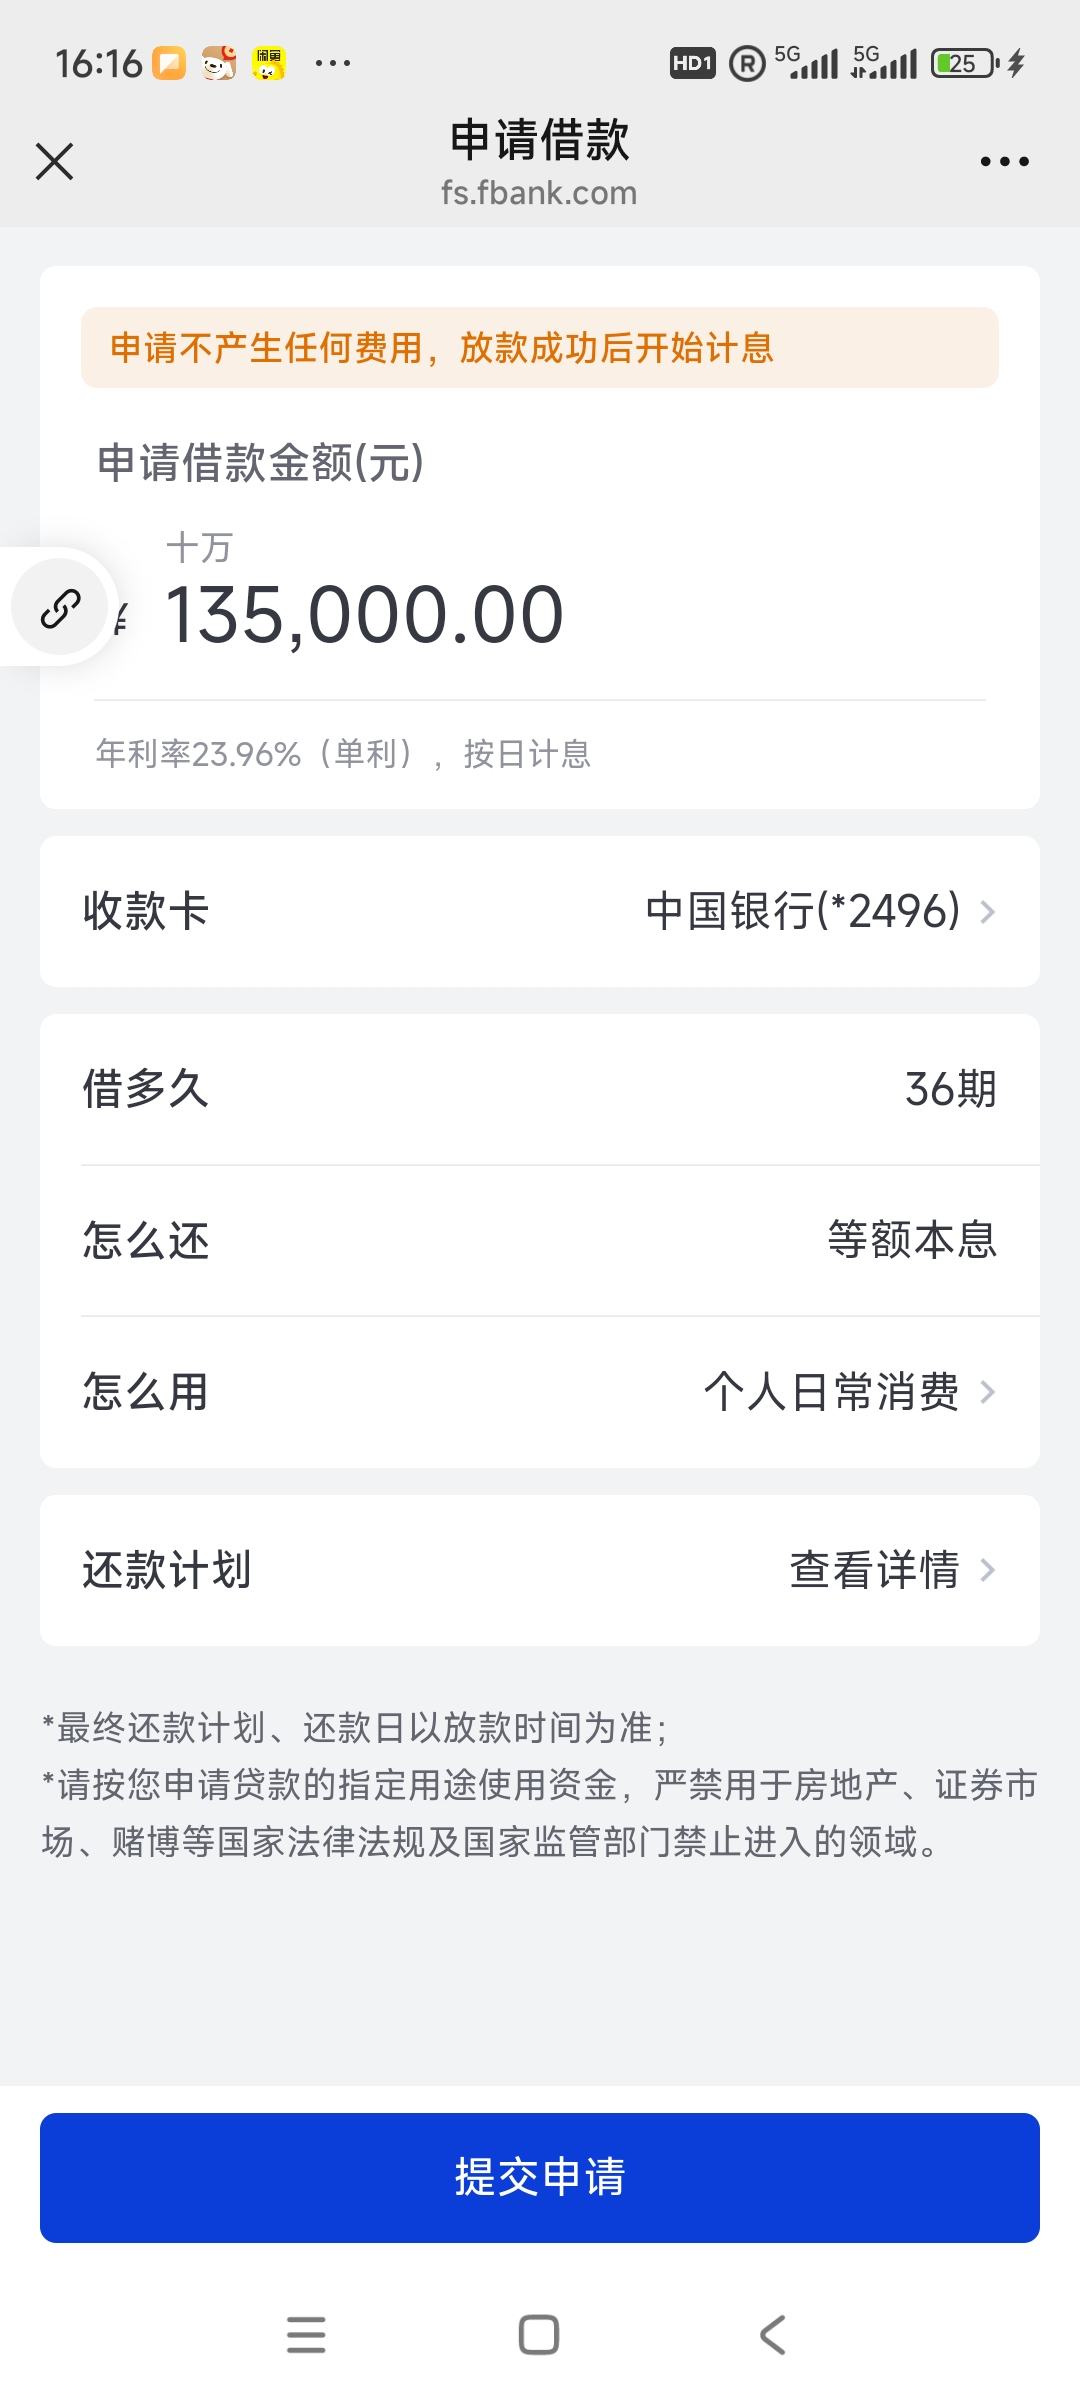 16:16
HD1 R 5G 5G 25
申请借款
fs.fbank.com
申请不产生任何费用，放款成功后开始计息
申请借款金额(元)
十万
¥ 135,000.00
年利率23.96%（单利），按日计息
收款卡 中国银行(*2496)
借多久 36期
怎么还 等额本息
怎么用 个人日常消费
还款计划 查看详情
*最终还款计划、还款日以放款时间为准；
*请按您申请贷款的指定用途使用资金，严禁用于房地产、证券市
场、赌博等国家法律法规及国家监管部门禁止进入的领域。
提交申请